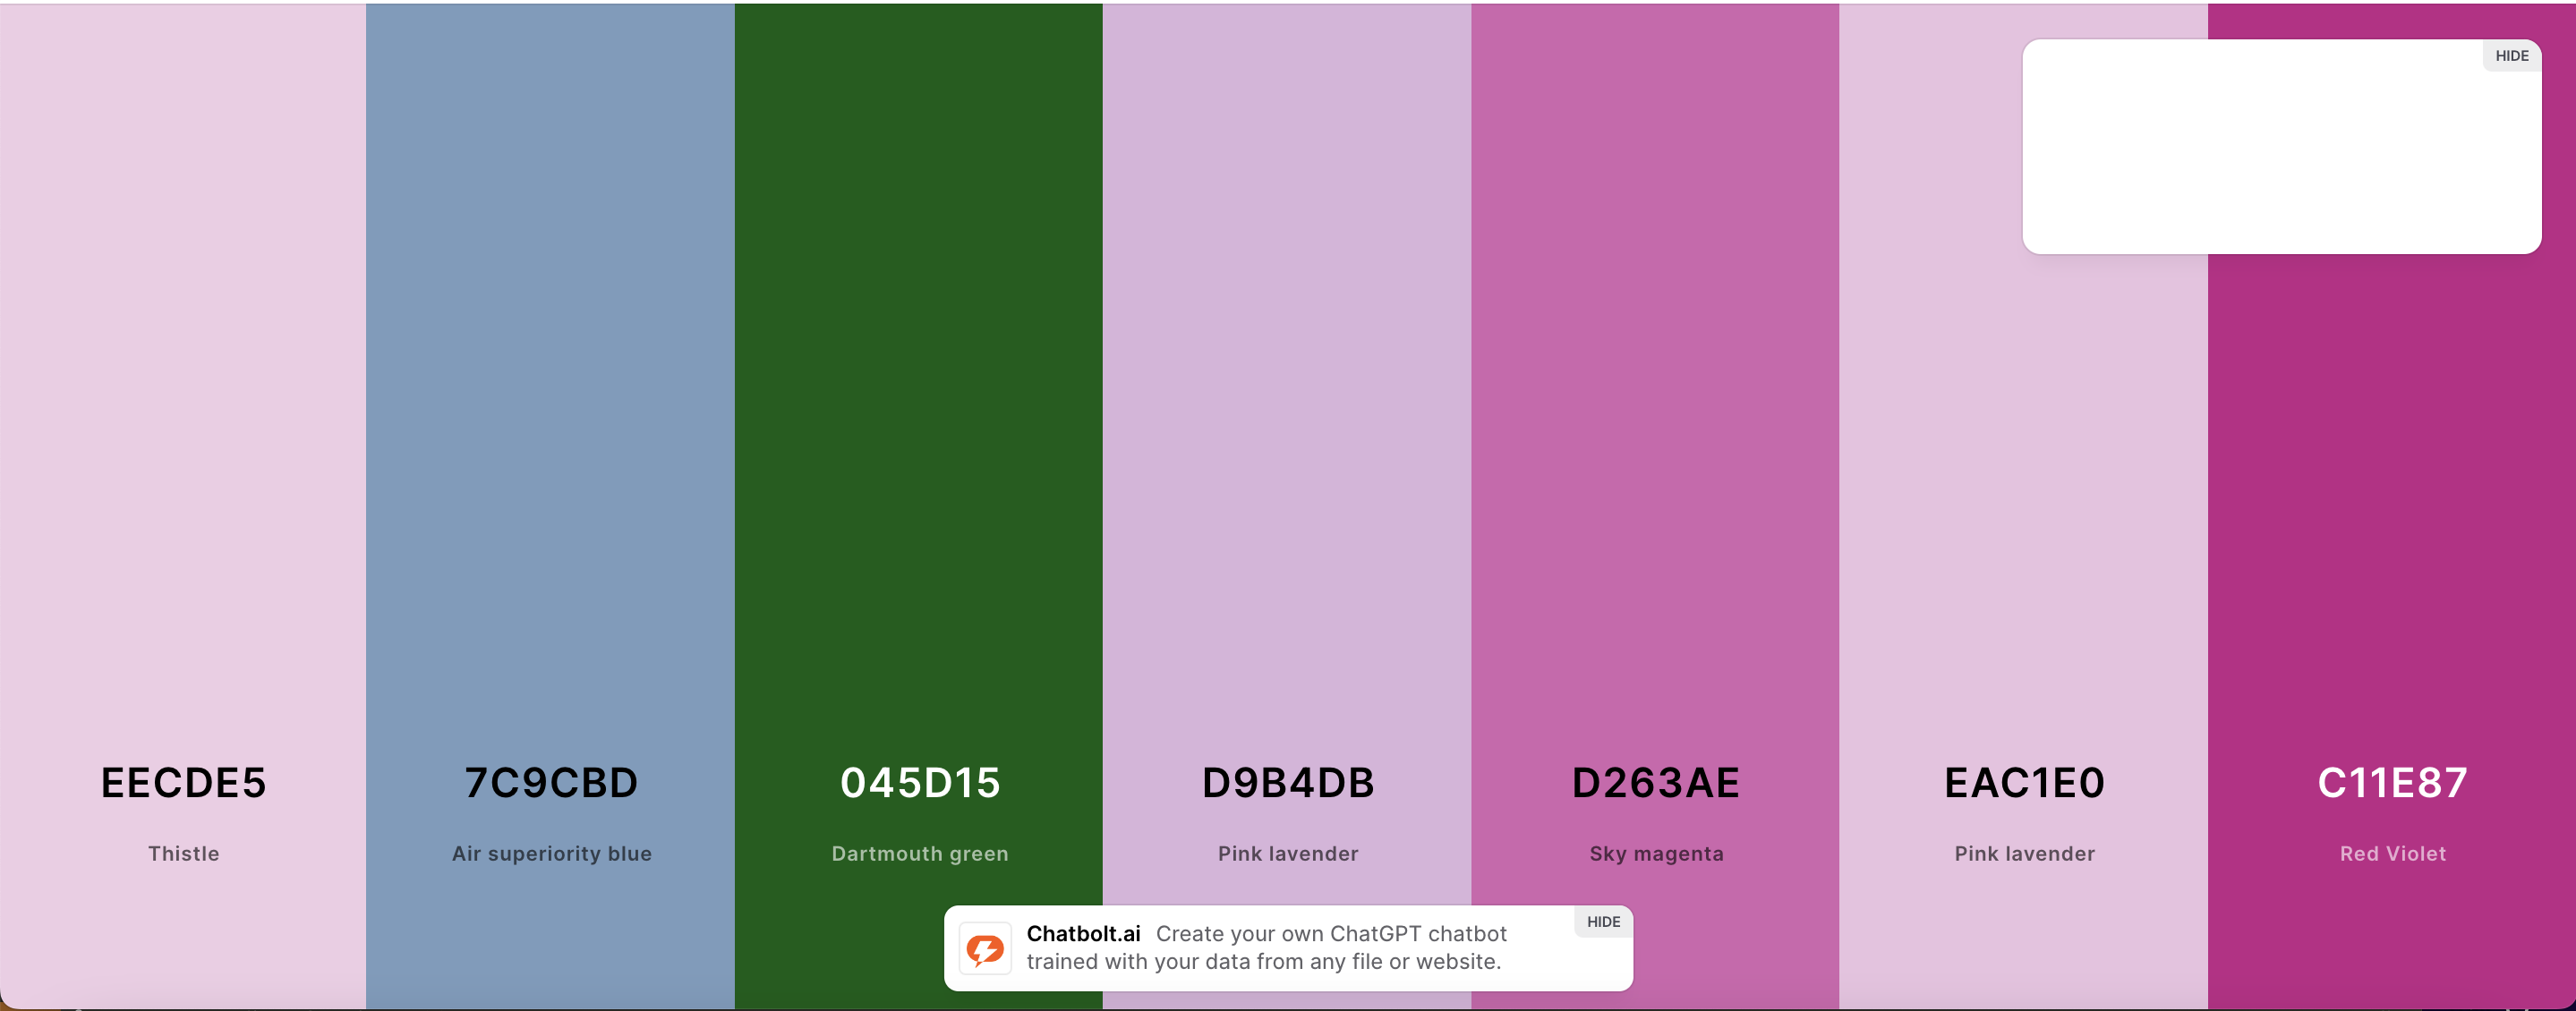 HIDE
EECDE5
7C9CBD
045D15
D9B4DB
D263AE
EAC1E0
C11E87
Thistle
Air superiority blue
Dartmouth green
Pink lavender
Sky magenta
Pink lavender
Red Violet
HIDE
Chatbolt.ai Create your own ChatGPT chatbot
trained with your data from any file or website.